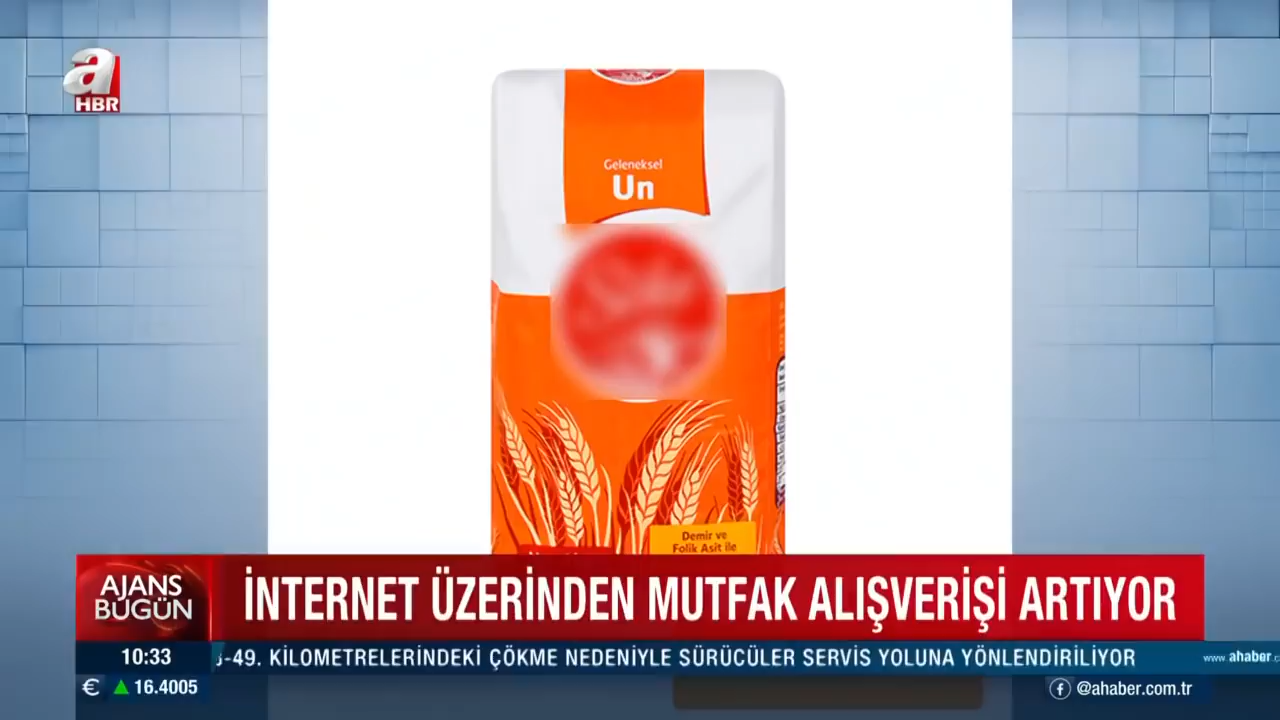 a
HBR
Geleneksel
Un
Demir ve
Folik Asit ile
AJANS
BUGÜN
İNTERNET ÜZERİNDEN MUTFAK ALIŞVERİŞİ ARTIYOR
10:33
-49. KİLOMETRELERİNDEKİ ÇÖKME NEDENİYLE SÜRÜCÜLER SERVİS YOLUNA YÖNLENDİRİLİYOR
www.ahaber.c
€ 16.4005
@ahaber.com.tr